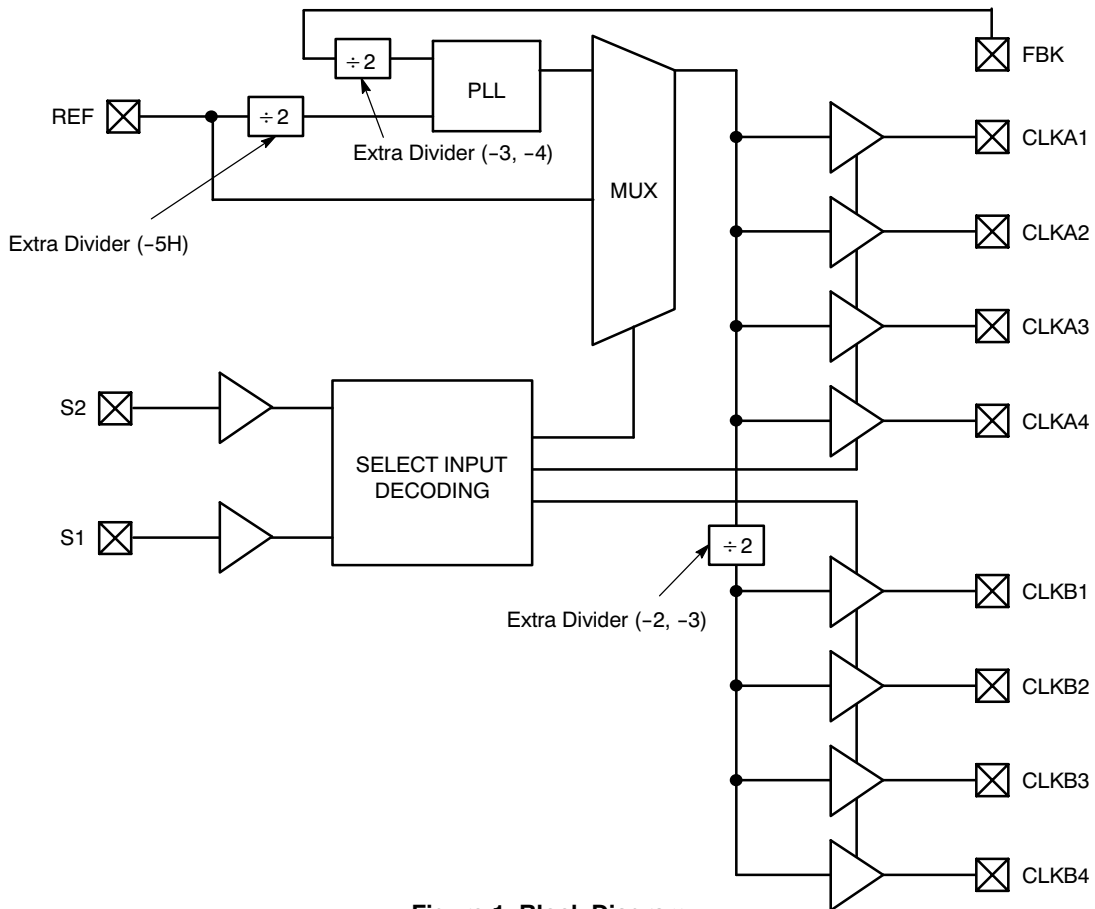 FBK
÷2
PLL
REF
÷2
CLKA1
Extra Divider (–3, –4)
MUX
CLKA2
Extra Divider (–5H)
CLKA3
S2
CLKA4
SELECT INPUT
DECODING
S1
÷2
CLKB1
Extra Divider (–2, –3)
CLKB2
CLKB3
CLKB4